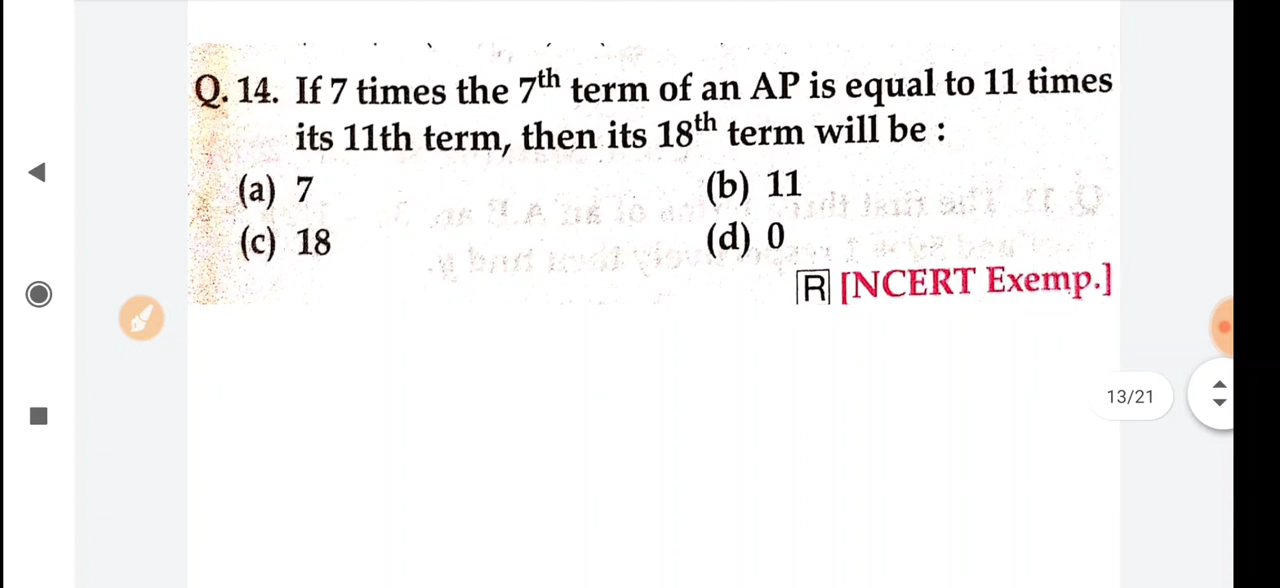 Q. 14. If 7 times the 7th term of an AP is equal to 11 times
its 11th term, then its 18th term will be :
(a) 7 (b) 11
(c) 18 (d) 0
R [NCERT Exemp.]
13/21